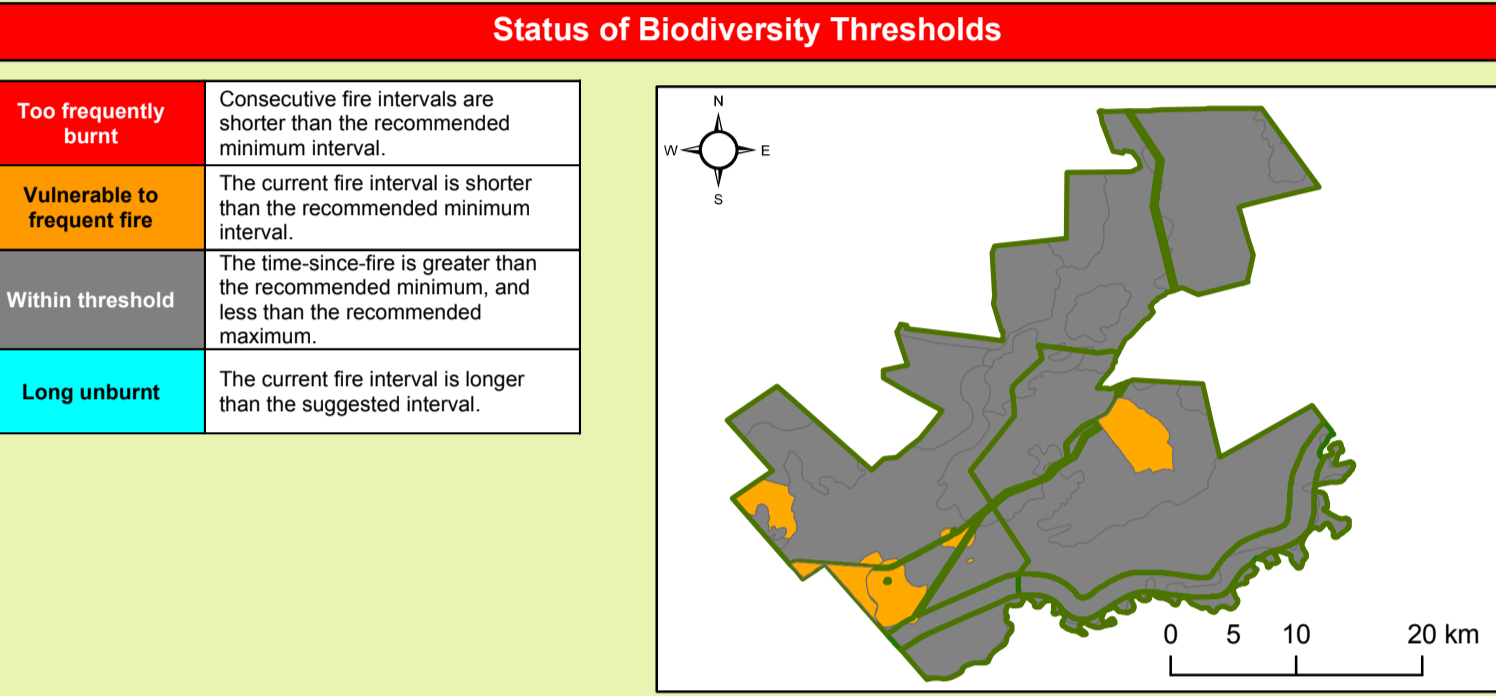 Status of Biodiversity Thresholds
Too frequently
burnt
Consecutive fire intervals are
shorter than the recommended
minimum interval.
Vulnerable to
frequent fire
The current fire interval is shorter
than the recommended minimum
interval.
Within threshold
The time-since-fire is greater than
the recommended minimum, and
less than the recommended
maximum.
Long unburnt
The current fire interval is longer
than the suggested interval.
N
W E
S
0 5 10 20 km